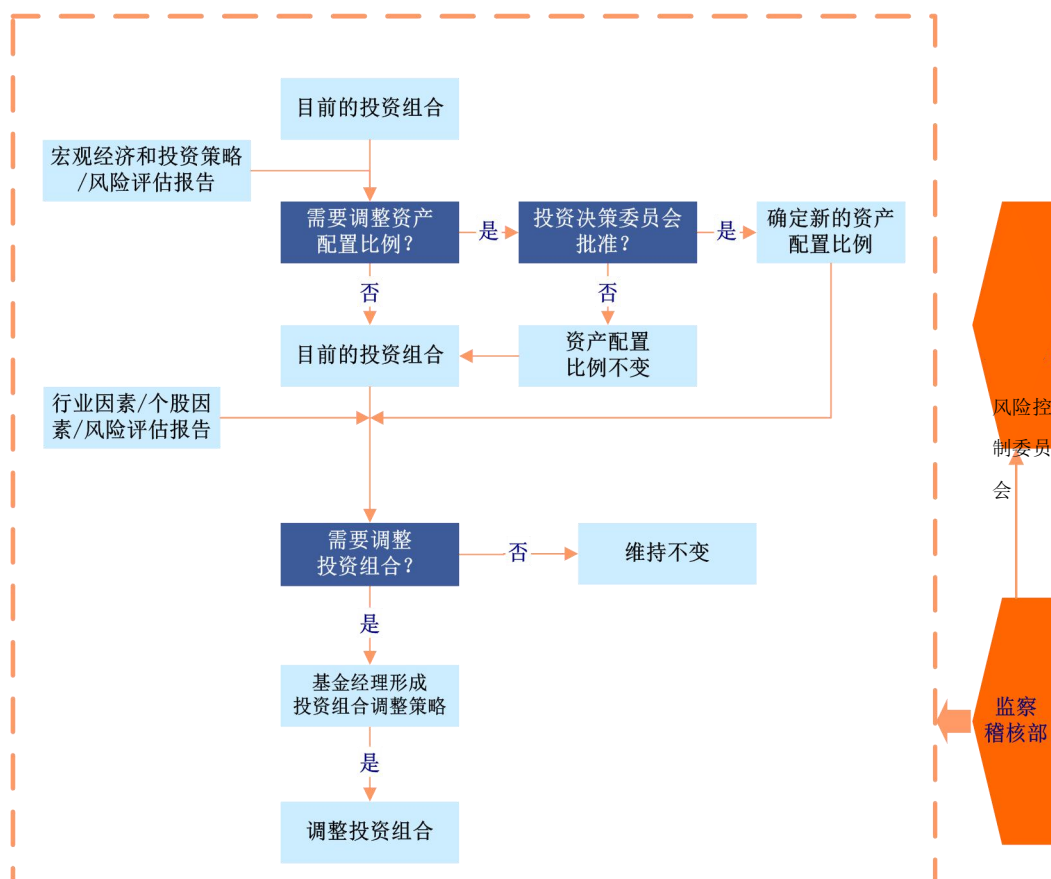 目前的投资组合
宏观经济和投资策略
/风险评估报告
需要调整资产
配置比例？
是
投资决策委员会
批准？
是
确定新的资产
配置比例
否
否
目前的投资组合
资产配置
比例不变
行业因素/个股因
素/风险评估报告
风险控
制委员
会
需要调整
投资组合？
否
维持不变
是
基金经理形成
投资组合调整策略
监察
稽核部
是
调整投资组合